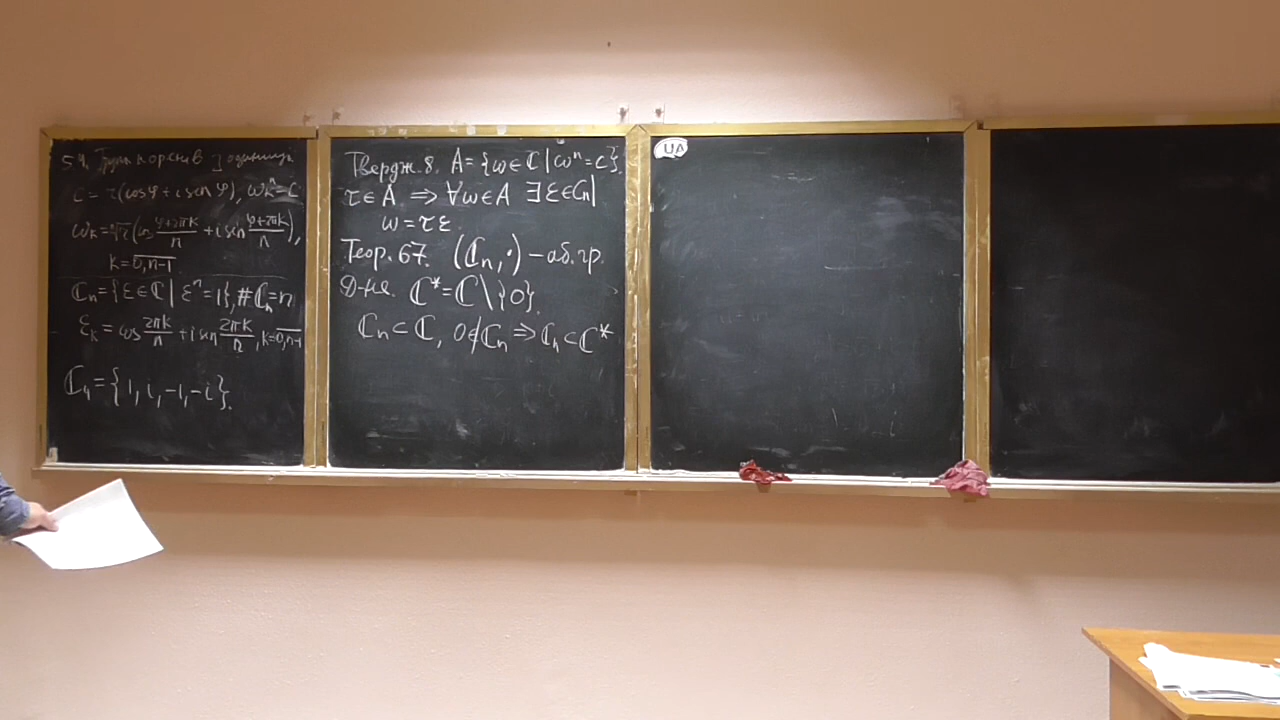 5.4. Група коренів з одиниці
c = r(cos φ + i sin φ), ωₖⁿ = c
ωₖ = ⁿ√r (cos (φ+2πk)/n + i sin (φ+2πk)/n),
k = 0,n-1
ℂₙ = {ε ∈ ℂ | εⁿ = 1}, #ℂₙ = n
εₖ = cos 2πk/n + i sin 2πk/n, k = 0,n-1
ℂ₄ = {1, i, -1, -i}.
Твердж. 8. A = {ω ∈ ℂ | ωⁿ = c}.
τ ∈ A ⇒ ∀ω ∈ A ∃ε ∈ ℂₙ |
ω = τε.
Теор. 67. (ℂₙ, ·) – аб. гр.
Д-ня. ℂ* = ℂ \ {0}.
ℂₙ ⊂ ℂ, 0 ∉ ℂₙ ⇒ ℂₙ ⊂ ℂ*
UA